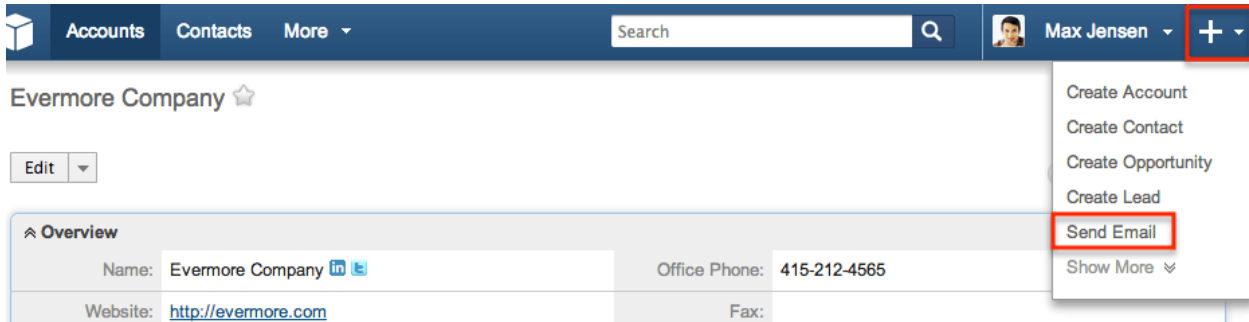 Accounts Contacts More Search Max Jensen
Evermore Company
Create Account
Create Contact
Edit
Create Opportunity
Create Lead
Overview
Send Email
Name: Evermore Company Office Phone: 415-212-4565
Show More
Website: http://evermore.com Fax: